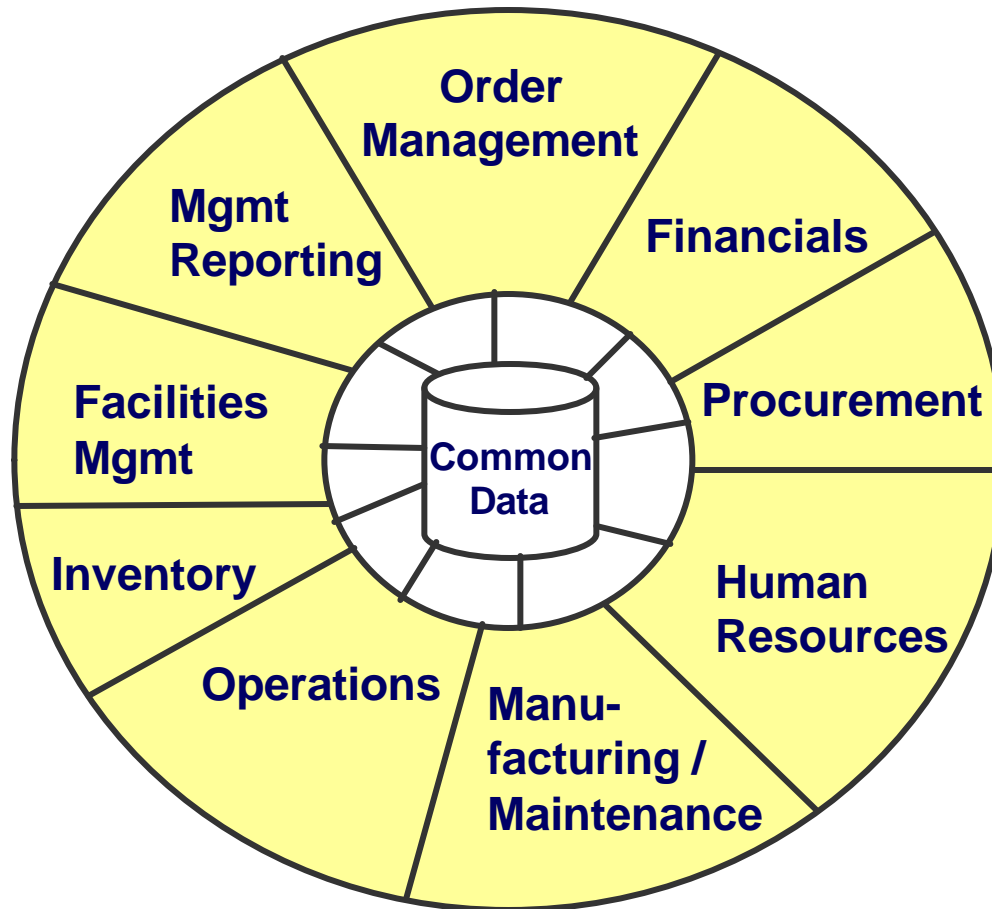 Order
Management
Mgmt
Reporting
Financials
Facilities
Mgmt
Procurement
Common
Data
Inventory
Human
Resources
Operations
Manu-
facturing /
Maintenance